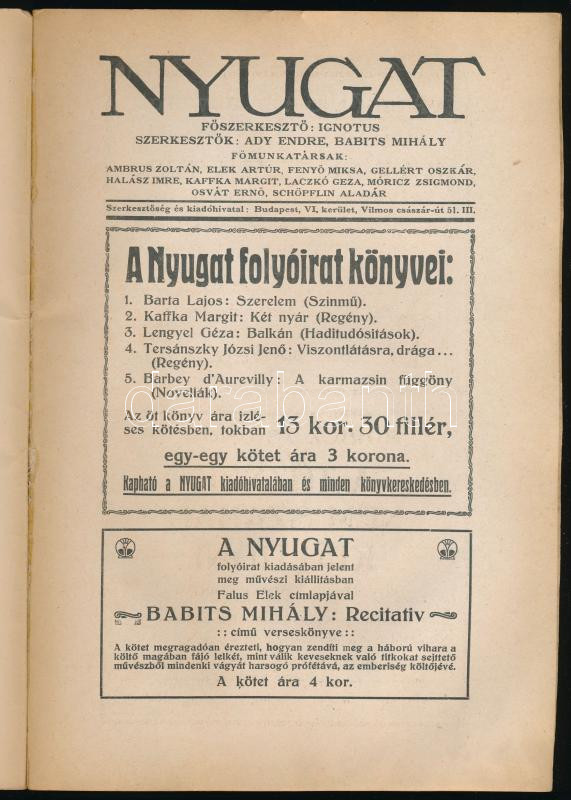 NYUGAT
FŐSZERKESZTŐ: IGNOTUS
SZERKESZTŐK: ADY ENDRE, BABITS MIHÁLY
FŐMUNKATÁRSAK:
AMBRUS ZOLTÁN, ELEK ARTÚR, FENYŐ MIKSA, GELLÉRT OSZKÁR,
HALÁSZ IMRE, KAFFKA MARGIT, LACZKÓ GÉZA, MÓRICZ ZSIGMOND,
OSVÁT ERNŐ, SCHÖPFLIN ALADÁR
Szerkesztőség és kiadóhivatal: Budapest, VI, kerület, Vilmos császár-út 51. III.
A Nyugat folyóirat könyvei:
1. Barta Lajos: Szerelem (Szinmű).
2. Kaffka Margit: Két nyár (Regény).
3. Lengyel Géza: Balkán (Haditudósitások).
4. Tersánszky Józsi Jenő: Viszontlátásra, drága...
(Regény).
5. Barbey d'Aurevilly: A karmazsin függöny
(Novellák).
Az öt könyv ára izlé-
ses kötésben, tokban 13 kor. 30 fillér,
egy-egy kötet ára 3 korona.
Kapható a NYUGAT kiadóhivatalában és minden könyvkereskedésben.
darabanth
A NYUGAT
folyóirat kiadásában jelent
meg művészi kiállitásban
Falus Elek címlapjával
BABITS MIHÁLY: Recitativ
:: című verseskönyve ::
A kötet megragadóan érezteti, hogyan zendíti meg a háború vihara a
költő magában fájó lelkét, mint válik keveseknek való titkokat sejttető
művészből mindenki vágyát harsogó prófétává, az emberiség költőjévé.
A kötet ára 4 kor.